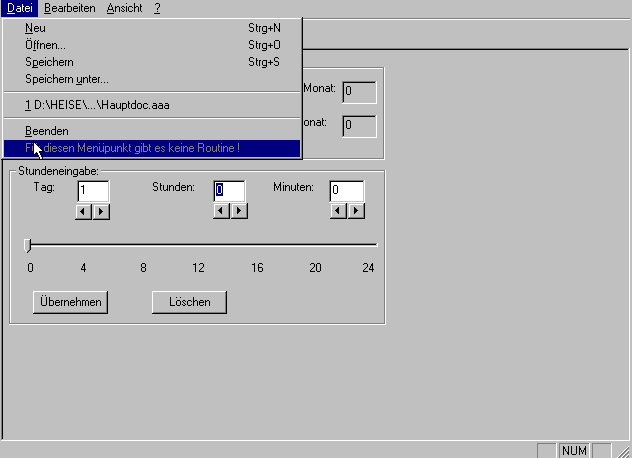 Datei Bearbeiten Ansicht ?
Neu Strg+N
Öffnen... Strg+O
Speichern Strg+S
Speichern unter...
1 D:\HEISE\...\Hauptdoc.aaa
Beenden
diesen Menüpunkt gibt es keine Routine !
Monat: 0
onat: 0
Stundeneingabe:
Tag: 1 Stunden: 0 Minuten: 0
0 4 8 12 16 20 24
Übernehmen Löschen
NUM